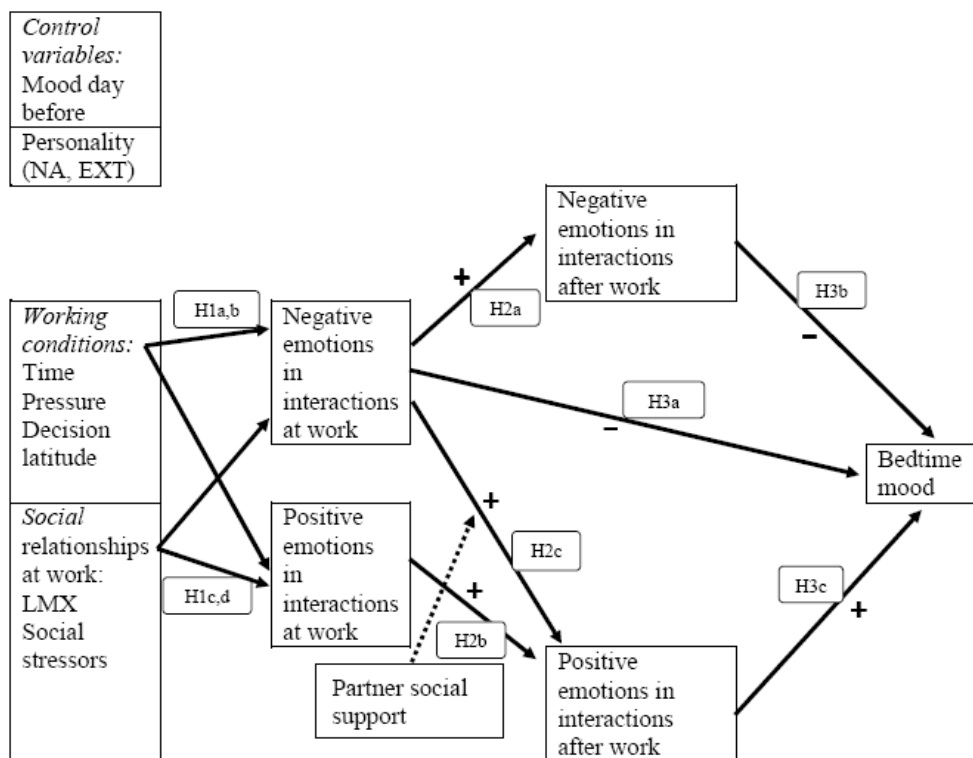 Control
variables:
Mood day
before
Personality
(NA, EXT)
Working
conditions:
Time
Pressure
Decision
latitude
Social
relationships
at work:
LMX
Social
stressors
H1a,b
H1c,d
Negative
emotions
in
interactions
at work
Positive
emotions
in
interactions
at work
Partner social
support
+
H2a
+
H2c
+
H2b
Negative
emotions in
interactions
after work
Positive
emotions in
interactions
after work
H3b
–
H3a
–
H3c
+
Bedtime
mood